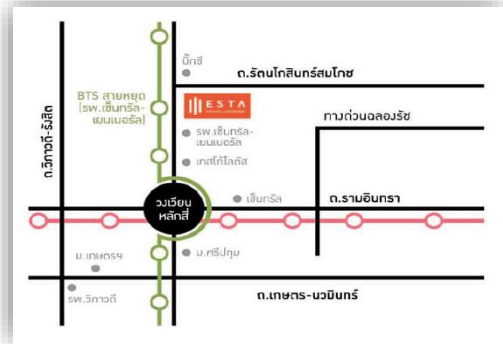 บิ๊กซี
ถ.รัตนโกสินทร์สมโภช
BTS สายหยุด
(รพ.เซ็นทรัล-
เยนเนอรัล)
ESTA
ถ.วิภาวดี-รังสิต
รพ.เซ็นทรัล-
เยนเนอรัล
ทางด่วนฉลองรัช
เทสโก้โลตัส
วงเวียน
หลักสี่
เซ็นทรัล
ถ.รามอินทรา
ม.เกษตรฯ
ม.ศรีปทุม
รพ.วิภาวดี
ถ.เกษตร-นวมินทร์